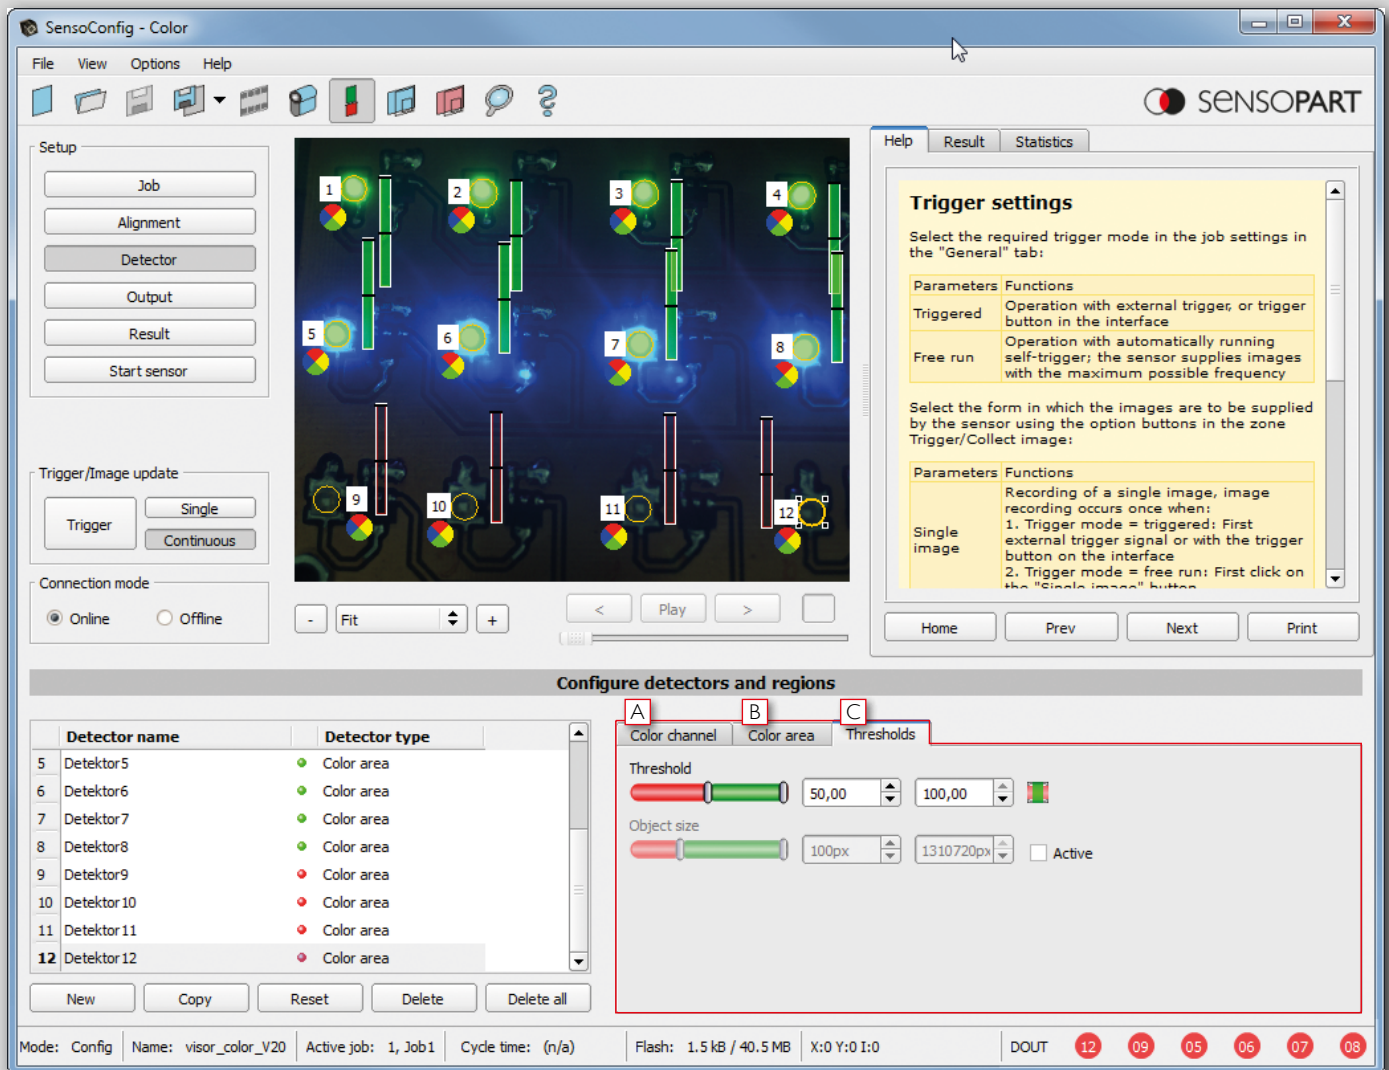 SensoConfig - Color
File View Options Help
SENSOPART
Setup
Job
Alignment
Detector
Output
Result
Start sensor
Trigger/Image update
Trigger
Single
Continuous
Connection mode
Online Offline
1 2 3 4
5 6 7 8
9 10 11 12
- Fit +
< Play >
Help Result Statistics
Trigger settings
Select the required trigger mode in the job settings in
the "General" tab:
Parameters Functions
Triggered Operation with external trigger, or trigger
button in the interface
Free run Operation with automatically running
self-trigger; the sensor supplies images
with the maximum possible frequency
Select the form in which the images are to be supplied
by the sensor using the option buttons in the zone
Trigger/Collect image:
Parameters Functions
Single
image
Recording of a single image, image
recording occurs once when:
1. Trigger mode = triggered: First
external trigger signal or with the trigger
button on the interface
2. Trigger mode = free run: First click on
the "Single image" button
Home Prev Next Print
Configure detectors and regions
Detector name Detector type
5 Detektor5 Color area
6 Detektor6 Color area
7 Detektor7 Color area
8 Detektor8 Color area
9 Detektor9 Color area
10 Detektor10 Color area
11 Detektor11 Color area
12 Detektor12 Color area
New Copy Reset Delete Delete all
A B C
Color channel Color area Thresholds
Threshold
50,00 100,00
Object size
100px 1310720px Active
Mode: Config Name: visor_color_V20 Active job: 1, Job1 Cycle time: (n/a) Flash: 1.5 kB / 40.5 MB X:0 Y:0 I:0 DOUT 12 09 05 06 07 08